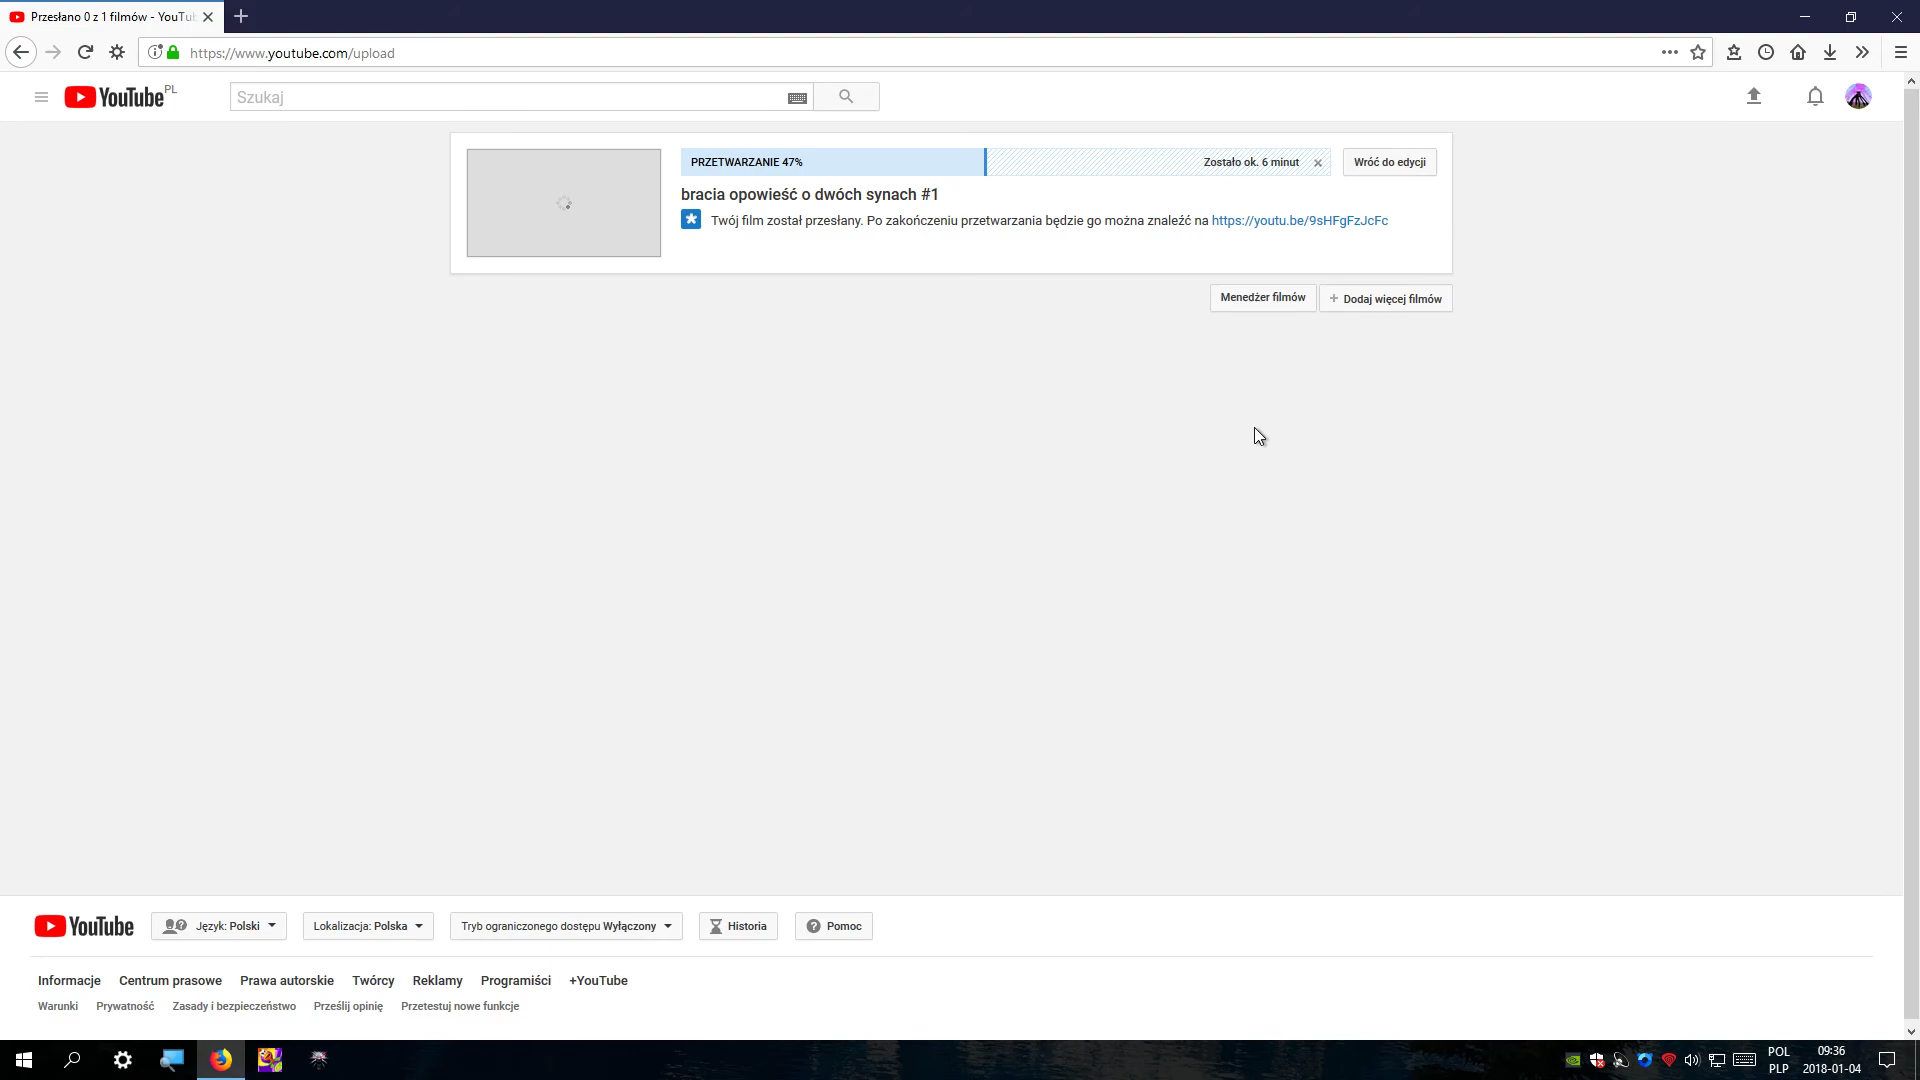 Przesłano 0 z 1 filmów - YouTu
https://www.youtube.com/upload
YouTube PL
Szukaj
PRZETWARZANIE 47%
Zostało ok. 6 minut
Wróć do edycji
bracia opowieść o dwóch synach #1
Twój film został przesłany. Po zakończeniu przetwarzania będzie go można znaleźć na https://youtu.be/9sHFgFzJcFc
Menedżer filmów
+ Dodaj więcej filmów
YouTube
Język: Polski
Lokalizacja: Polska
Tryb ograniczonego dostępu Wyłączony
Historia
Pomoc
Informacje Centrum prasowe Prawa autorskie Twórcy Reklamy Programiści +YouTube
Warunki Prywatność Zasady i bezpieczeństwo Prześlij opinię Przetestuj nowe funkcje
POL 09:36
PLP 2018-01-04